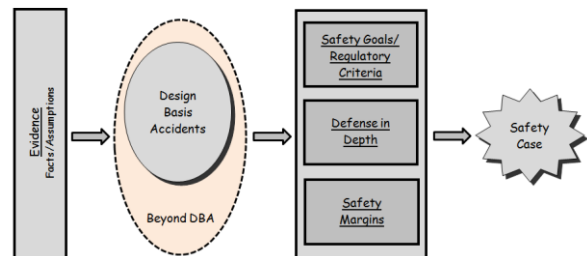 Evidence
Facts/Assumptions
Design
Basis
Accidents
Beyond DBA
Safety Goals/
Regulatory
Criteria
Defense in
Depth
Safety
Margins
Safety
Case